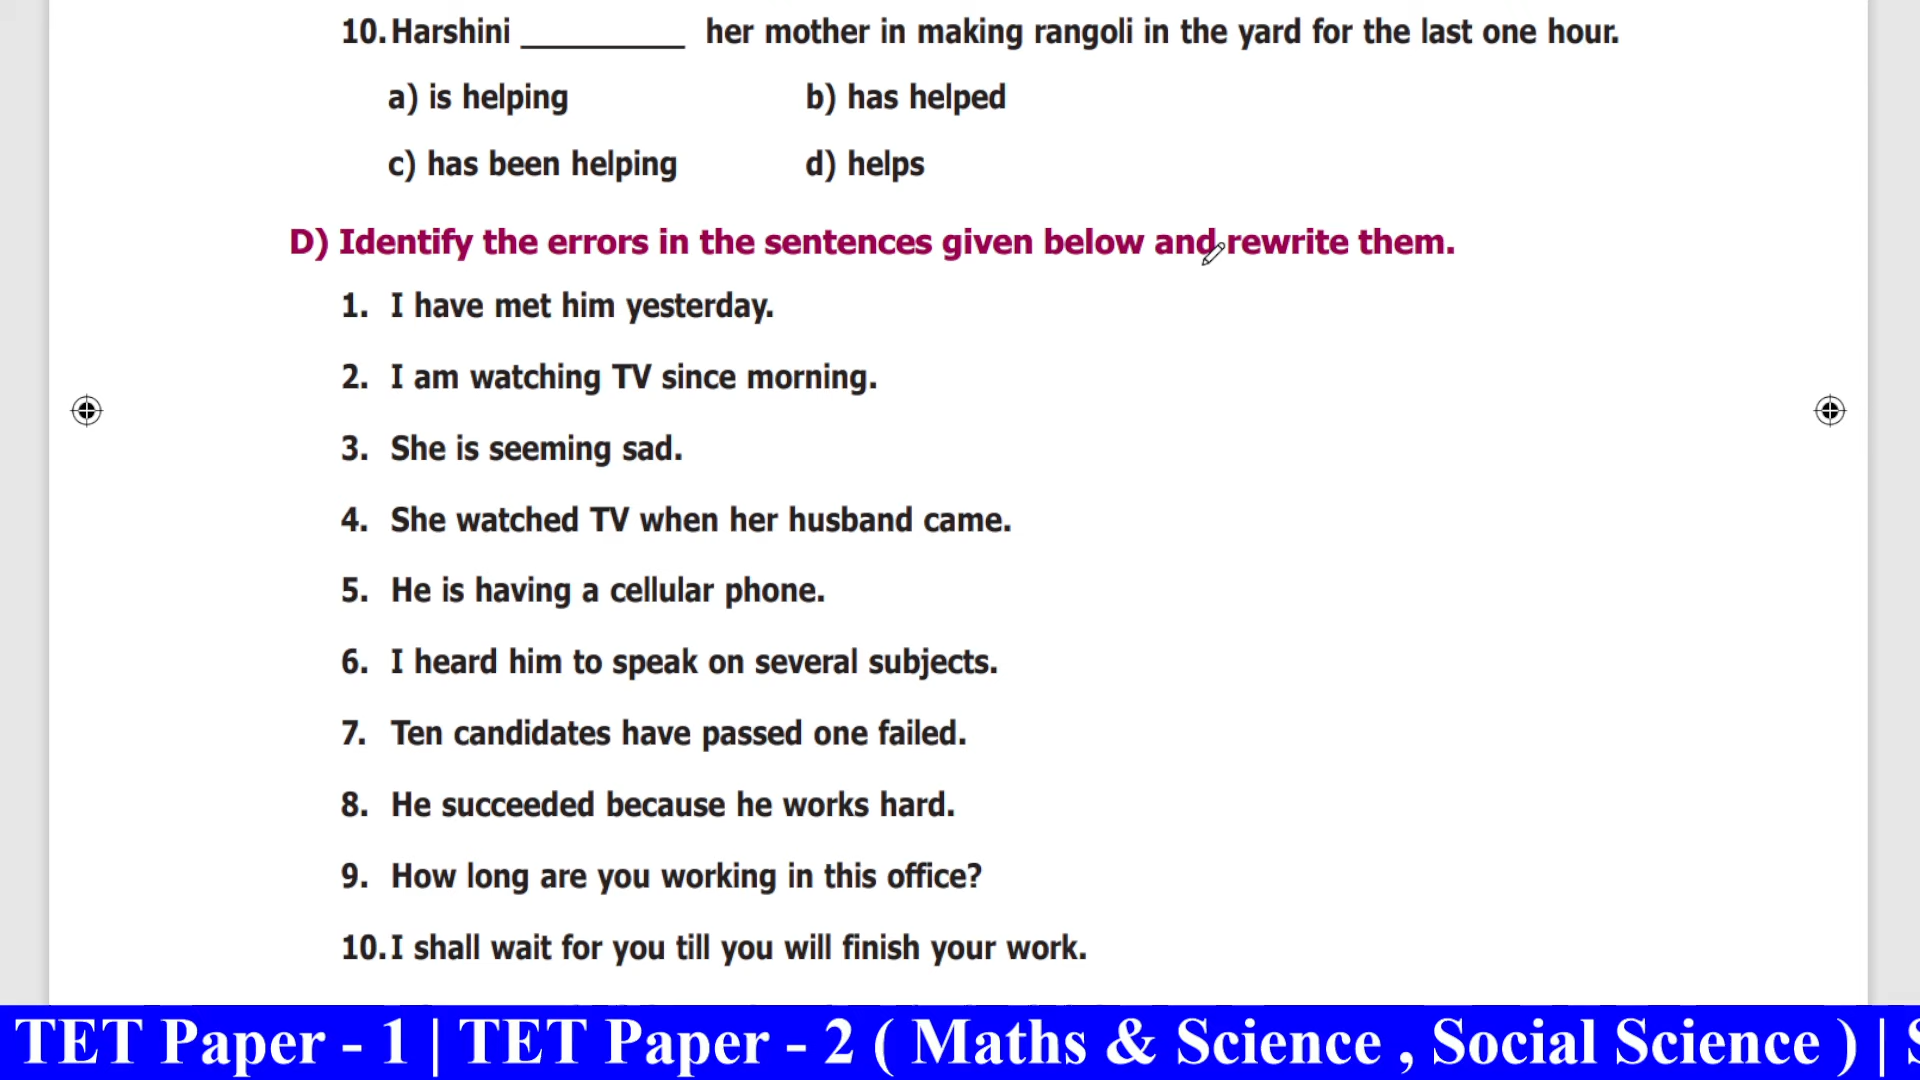 10. Harshini __________ her mother in making rangoli in the yard for the last one hour.
a) is helping b) has helped
c) has been helping d) helps
D) Identify the errors in the sentences given below and rewrite them.
1. I have met him yesterday.
2. I am watching TV since morning.
3. She is seeming sad.
4. She watched TV when her husband came.
5. He is having a cellular phone.
6. I heard him to speak on several subjects.
7. Ten candidates have passed one failed.
8. He succeeded because he works hard.
9. How long are you working in this office?
10. I shall wait for you till you will finish your work.
TET Paper - 1 | TET Paper - 2 ( Maths & Science , Social Science ) |